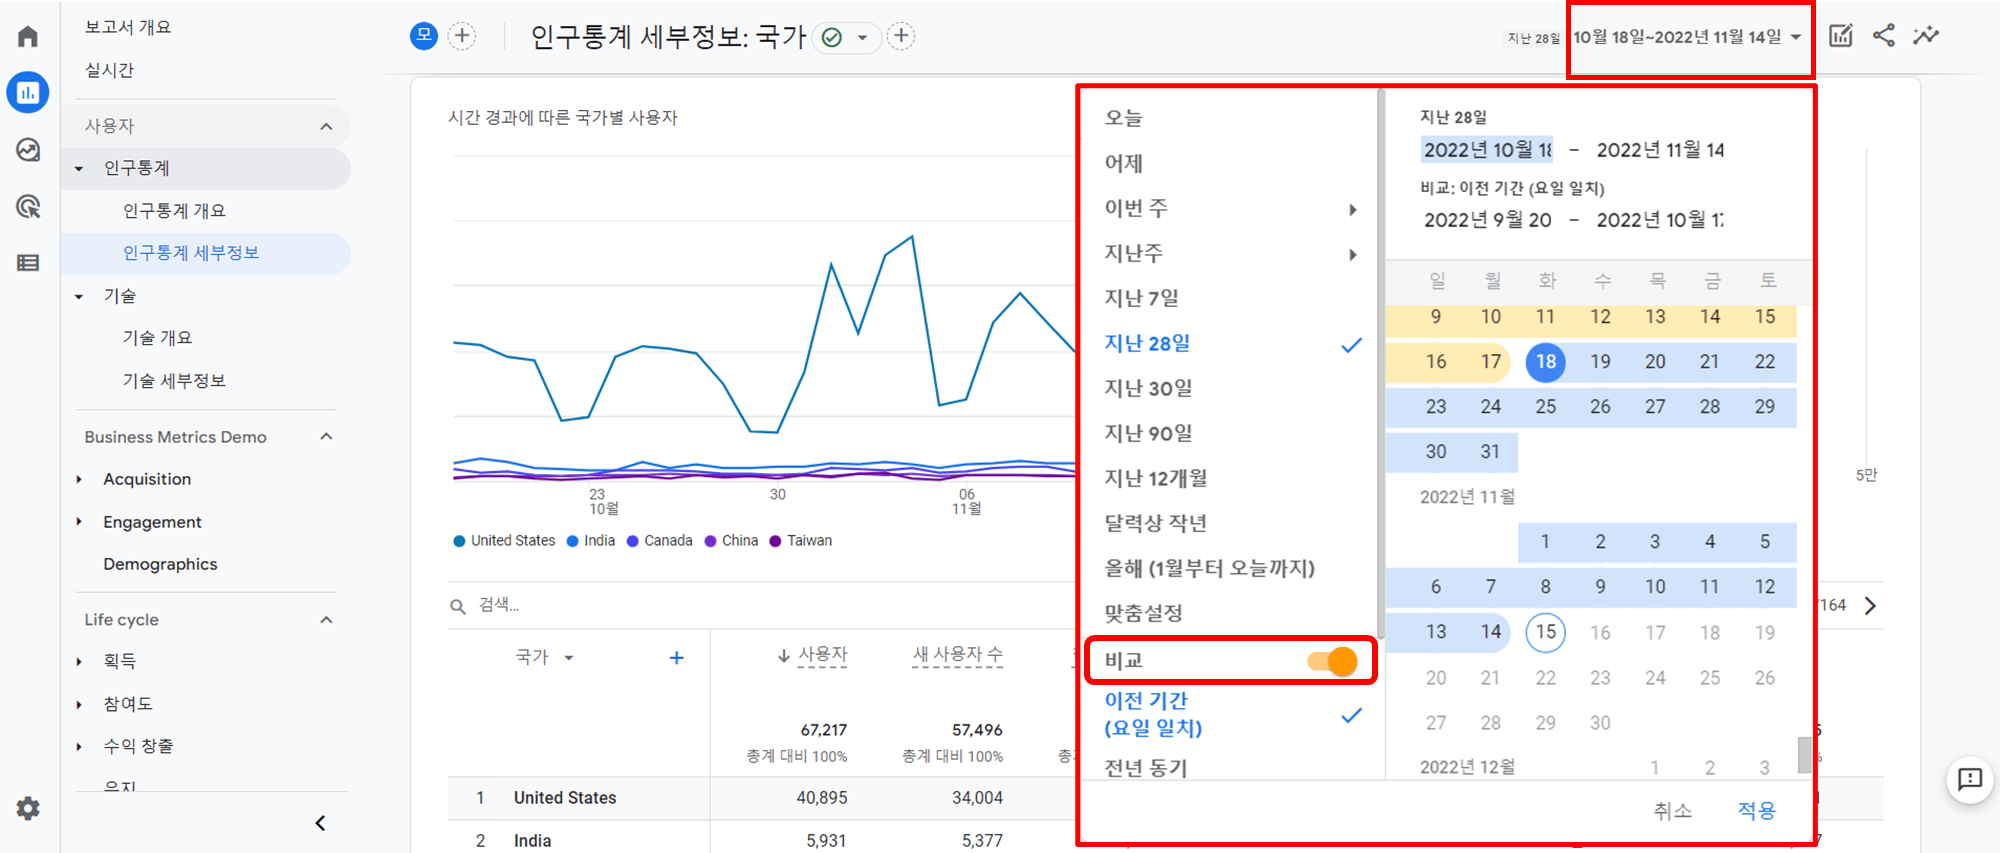 보고서 개요
실시간
사용자
인구통계
인구통계 개요
인구통계 세부정보
기술
기술 개요
기술 세부정보
Business Metrics Demo
Acquisition
Engagement
Demographics
Life cycle
획득
참여도
수익 창출
유지
모
인구통계 세부정보: 국가
지난 28일
10월 18일~2022년 11월 14일
시간 경과에 따른 국가별 사용자
23
10월
30
06
11월
5만
United States
India
Canada
China
Taiwan
검색...
/164
국가
사용자
새 사용자 수
67,217
총계 대비 100%
57,496
총계 대비 100%
1 United States 40,895 34,004
2 India 5,931 5,377
오늘
어제
이번 주
지난주
지난 7일
지난 28일
지난 30일
지난 90일
지난 12개월
달력상 작년
올해 (1월부터 오늘까지)
맞춤설정
비교
이전 기간
(요일 일치)
전년 동기
지난 28일
2022년 10월 18 – 2022년 11월 14
비교: 이전 기간 (요일 일치)
2022년 9월 20 – 2022년 10월 17
일 월 화 수 목 금 토
9 10 11 12 13 14 15
16 17 18 19 20 21 22
23 24 25 26 27 28 29
30 31
2022년 11월
1 2 3 4 5
6 7 8 9 10 11 12
13 14 15 16 17 18 19
20 21 22 23 24 25 26
27 28 29 30
2022년 12월 1 2 3
취소
적용